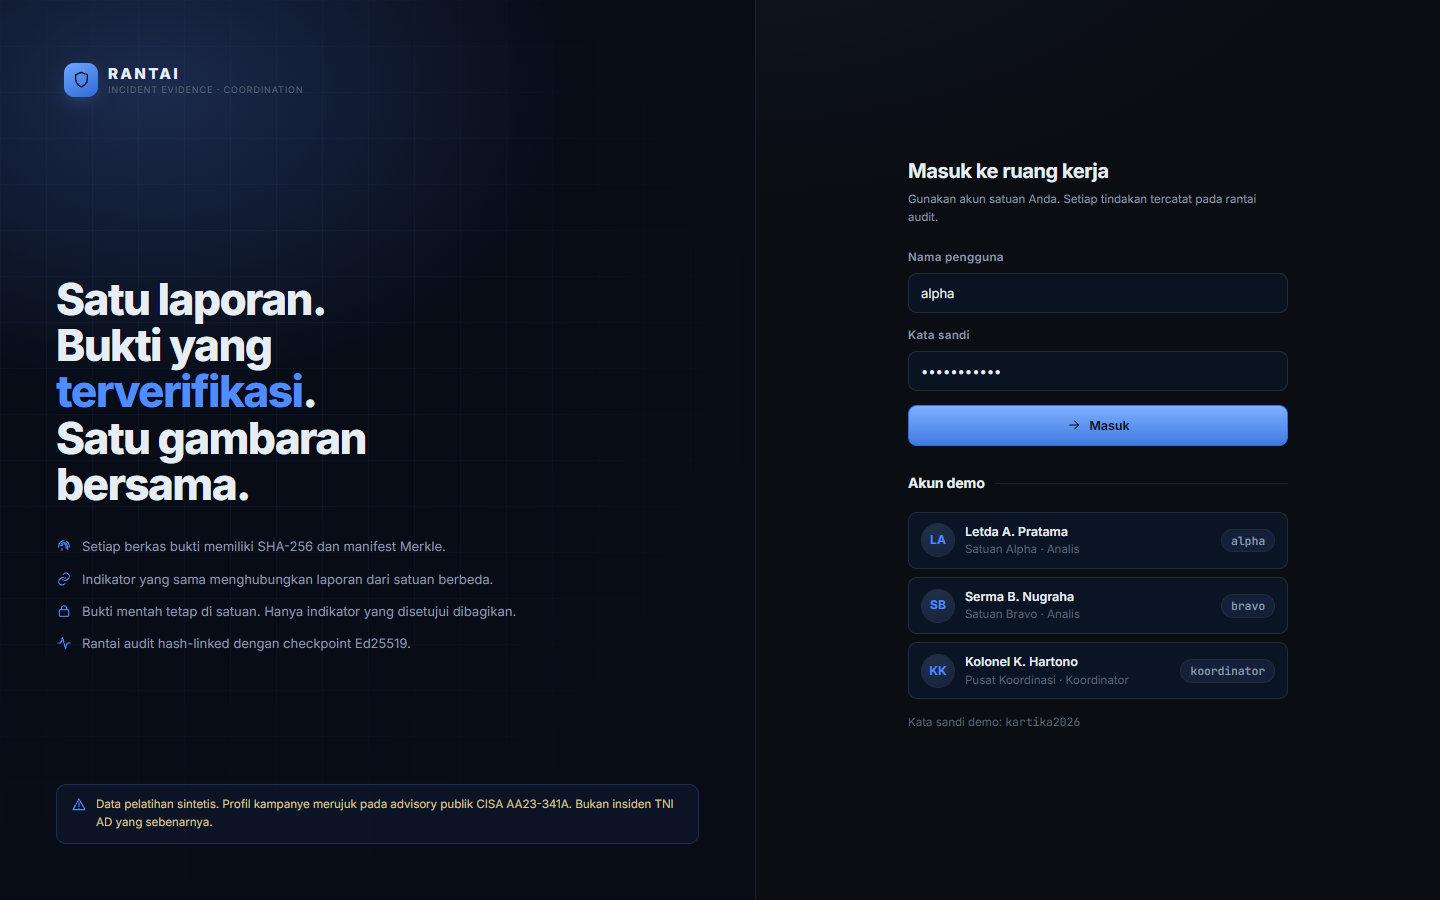 RANTAI
INCIDENT EVIDENCE · COORDINATION
Satu laporan.
Bukti yang
terverifikasi.
Satu gambaran
bersama.
Setiap berkas bukti memiliki SHA-256 dan manifest Merkle.
Indikator yang sama menghubungkan laporan dari satuan berbeda.
Bukti mentah tetap di satuan. Hanya indikator yang disetujui dibagikan.
Rantai audit hash-linked dengan checkpoint Ed25519.
Data pelatihan sintetis. Profil kampanye merujuk pada advisory publik CISA AA23-341A. Bukan insiden TNI
AD yang sebenarnya.
Masuk ke ruang kerja
Gunakan akun satuan Anda. Setiap tindakan tercatat pada rantai
audit.
Nama pengguna
alpha
Kata sandi
•••••••••••
Masuk
Akun demo
LA
Letda A. Pratama
Satuan Alpha · Analis
alpha
SB
Serma B. Nugraha
Satuan Bravo · Analis
bravo
KK
Kolonel K. Hartono
Pusat Koordinasi · Koordinator
koordinator
Kata sandi demo: kartika2026